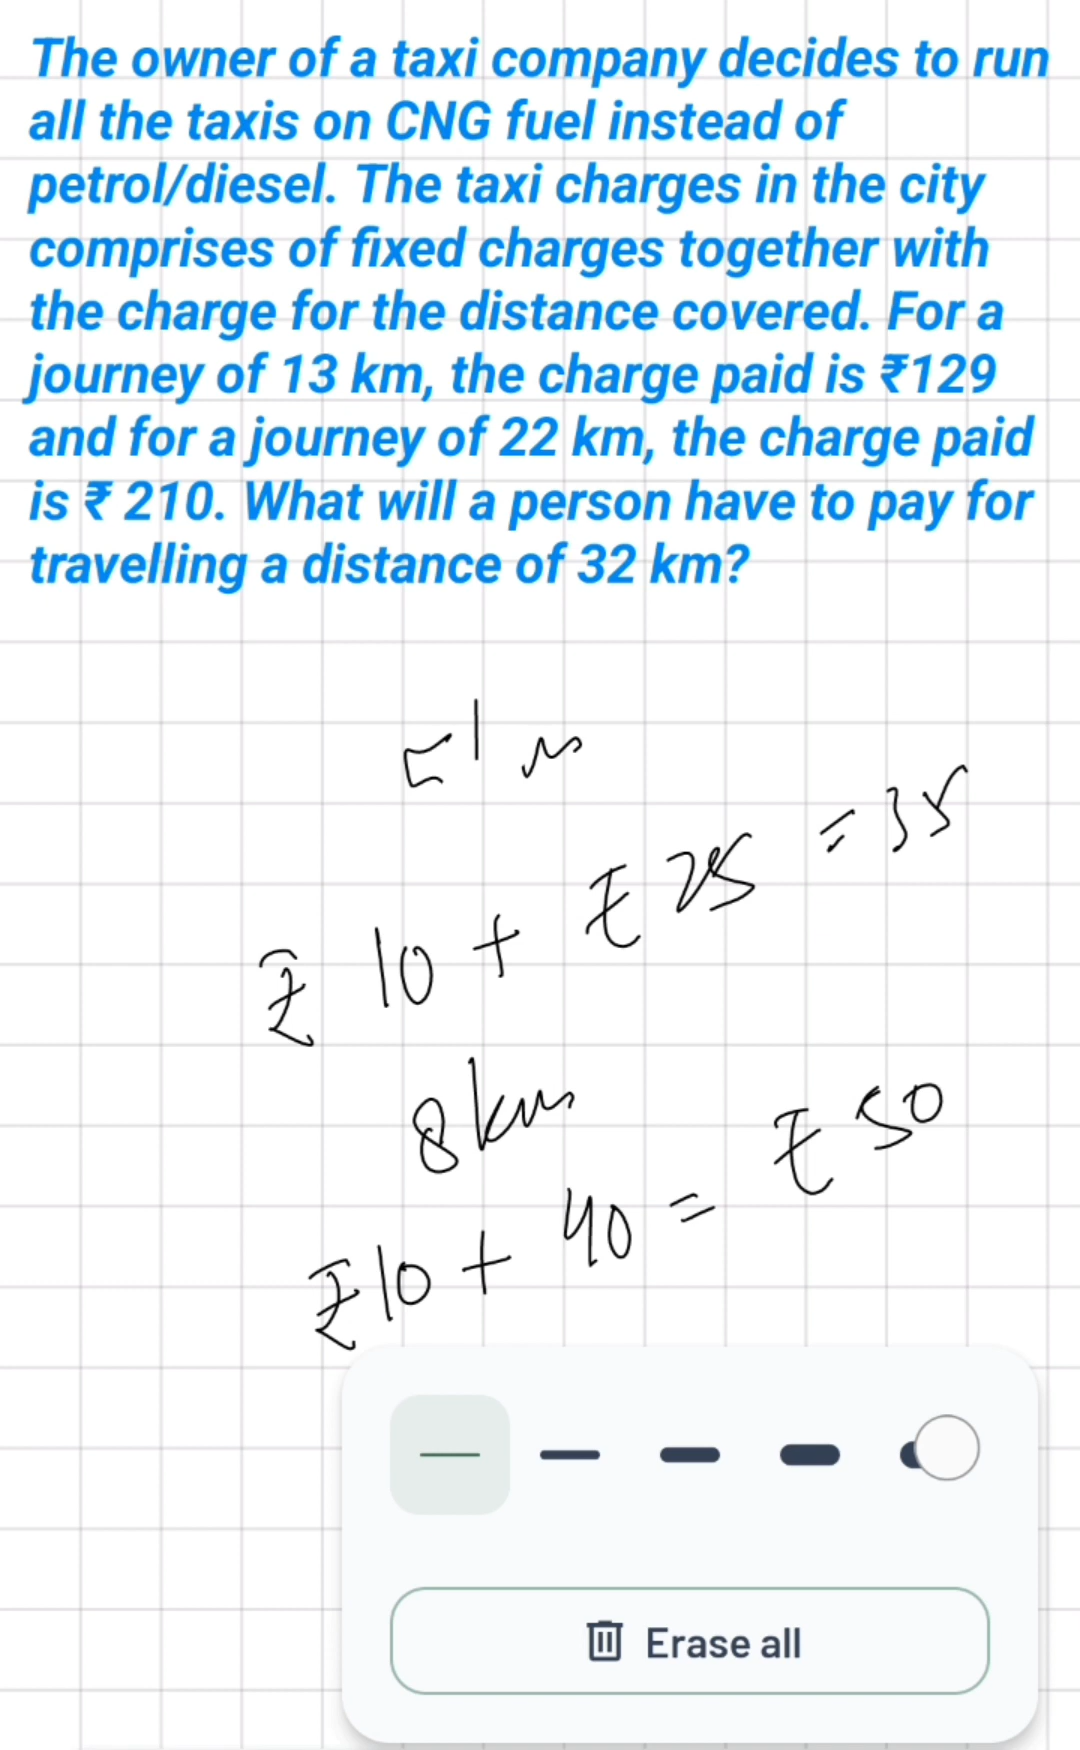 The owner of a taxi company decides to run
all the taxis on CNG fuel instead of
petrol/diesel. The taxi charges in the city
comprises of fixed charges together with
the charge for the distance covered. For a
journey of 13 km, the charge paid is ₹129
and for a journey of 22 km, the charge paid
is ₹ 210. What will a person have to pay for
travelling a distance of 32 km?
₹ 10 + ₹ 25 = 35
8 km
₹10 + 40 = ₹ 50
Erase all